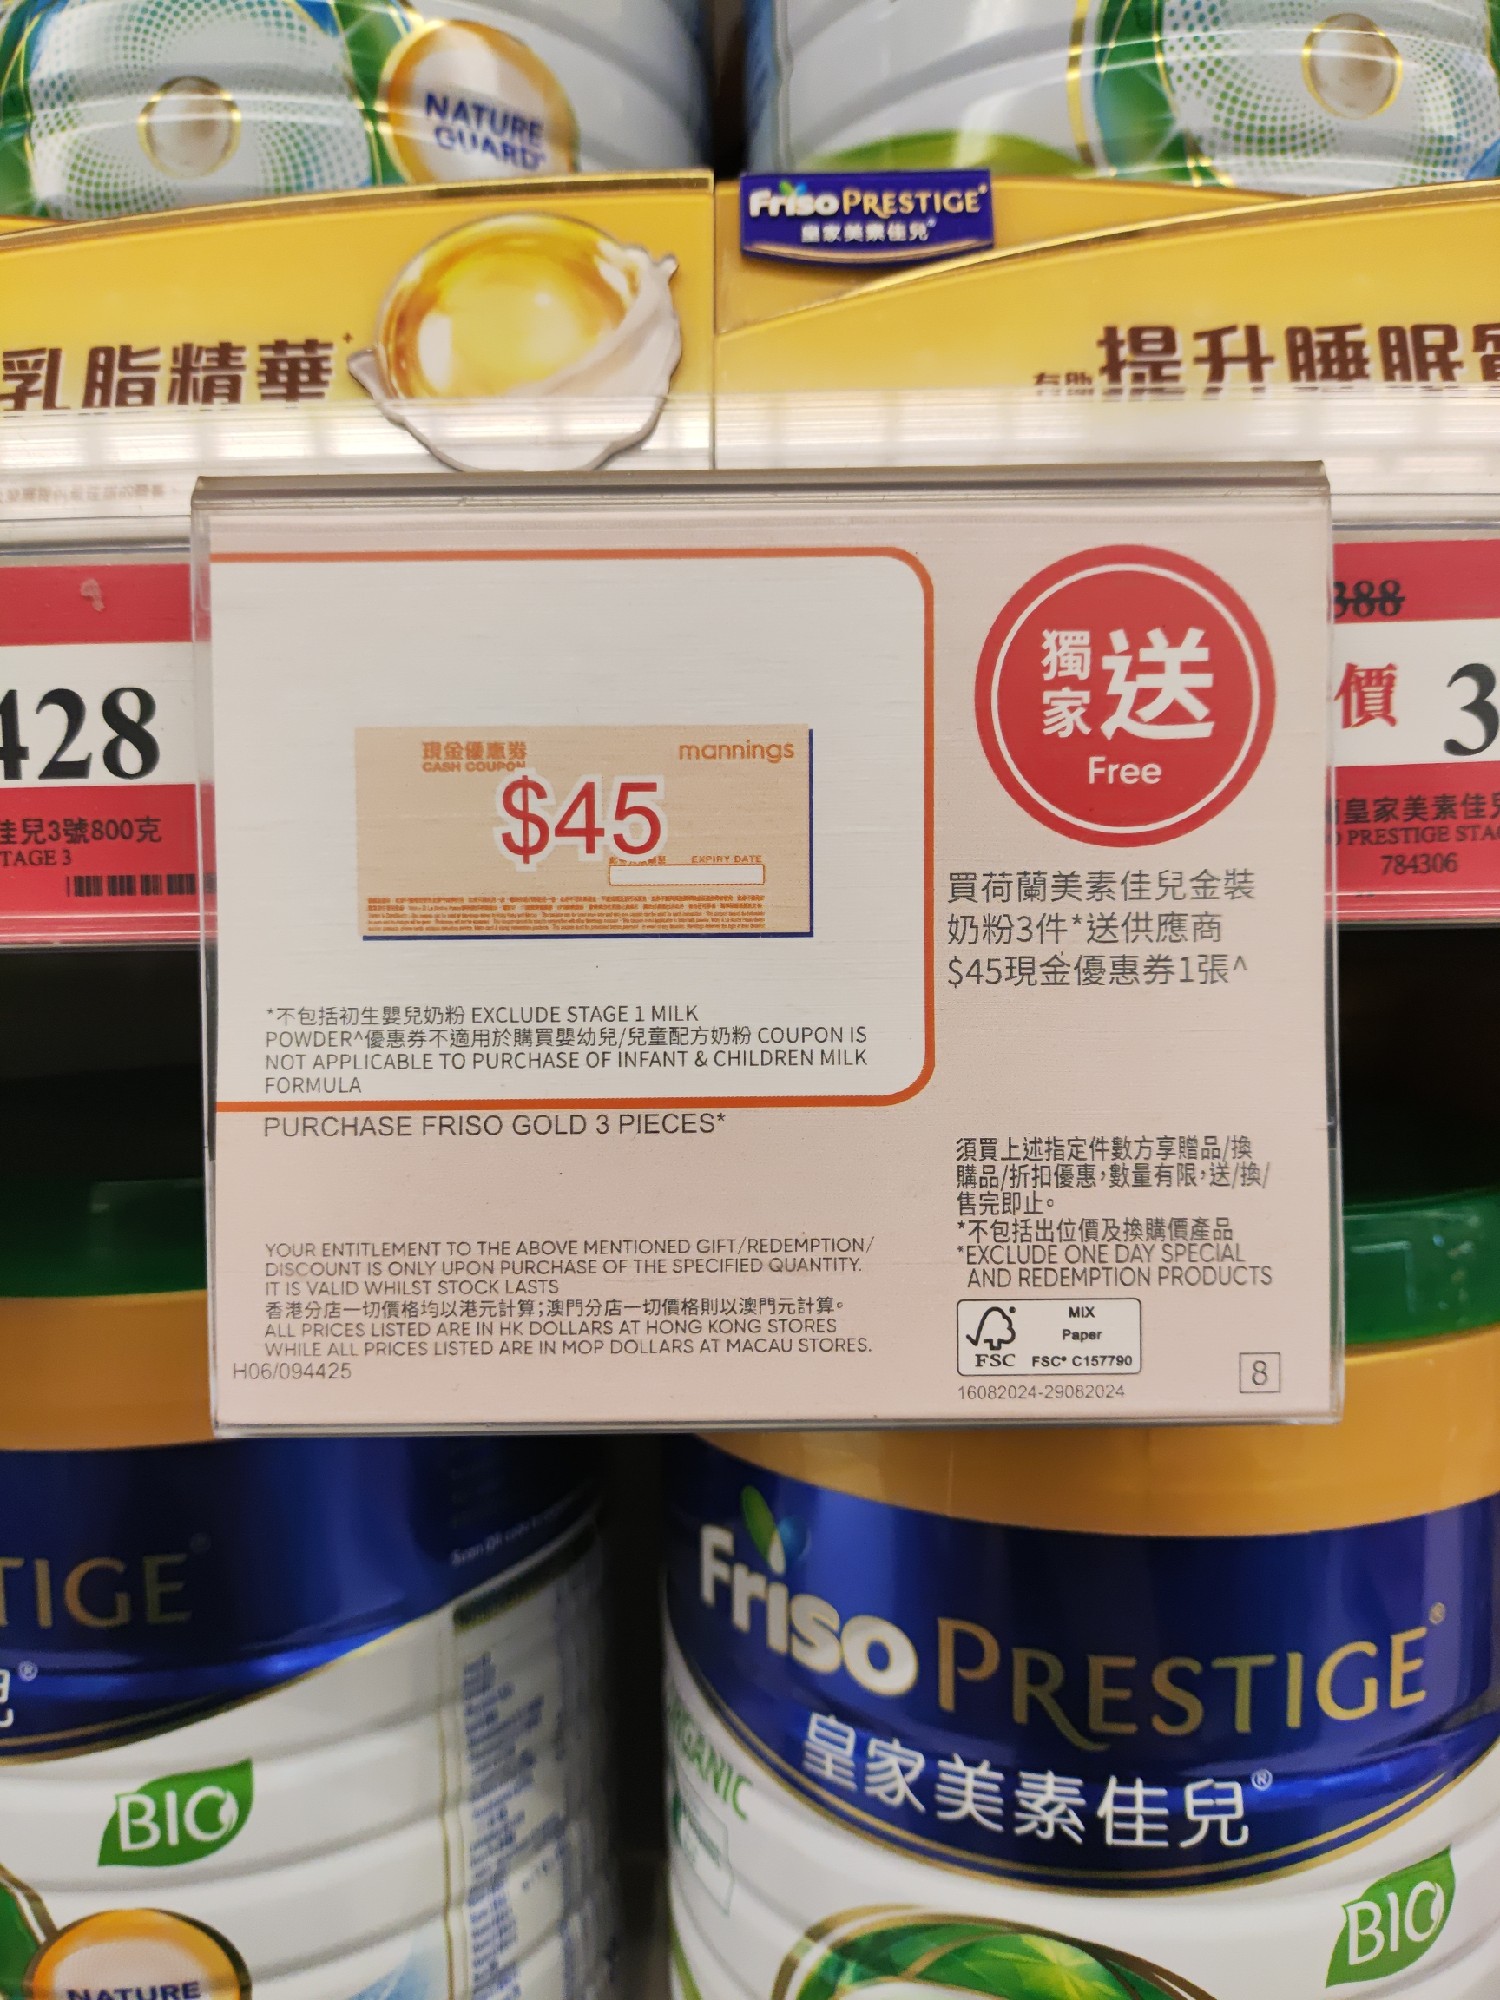 NATURE
GUARD
Friso PRESTIGE
皇家美素佳兒
乳脂精華
有助提升睡眠
388
428
價 3
獨家送
Free
現金優惠券
CASH COUPON
mannings
$45
EXPIRY DATE
佳兒3號800克
TAGE 3
皇家美素佳兒
PRESTIGE STA
784306
買荷蘭美素佳兒金裝
奶粉3件*送供應商
$45現金優惠券1張^
*不包括初生嬰兒奶粉 EXCLUDE STAGE 1 MILK
POWDER^優惠券不適用於購買嬰幼兒/兒童配方奶粉 COUPON IS
NOT APPLICABLE TO PURCHASE OF INFANT & CHILDREN MILK
FORMULA
PURCHASE FRISO GOLD 3 PIECES*
須買上述指定件數方享贈品/換
購品/折扣優惠,數量有限,送/換/
售完即止。
*不包括出位價及換購價產品
*EXCLUDE ONE DAY SPECIAL
AND REDEMPTION PRODUCTS
YOUR ENTITLEMENT TO THE ABOVE MENTIONED GIFT/REDEMPTION/
DISCOUNT IS ONLY UPON PURCHASE OF THE SPECIFIED QUANTITY.
IT IS VALID WHILST STOCK LASTS
香港分店一切價格均以港元計算;澳門分店一切價格則以澳門元計算。
ALL PRICES LISTED ARE IN HK DOLLARS AT HONG KONG STORES
WHILE ALL PRICES LISTED ARE IN MOP DOLLARS AT MACAU STORES.
H06/094425
FSC
MIX
Paper
FSC® C157790
16082024-29082024
8
TIGE
Friso PRESTIGE®
皇家美素佳兒®
BIO
BIO
NATURE